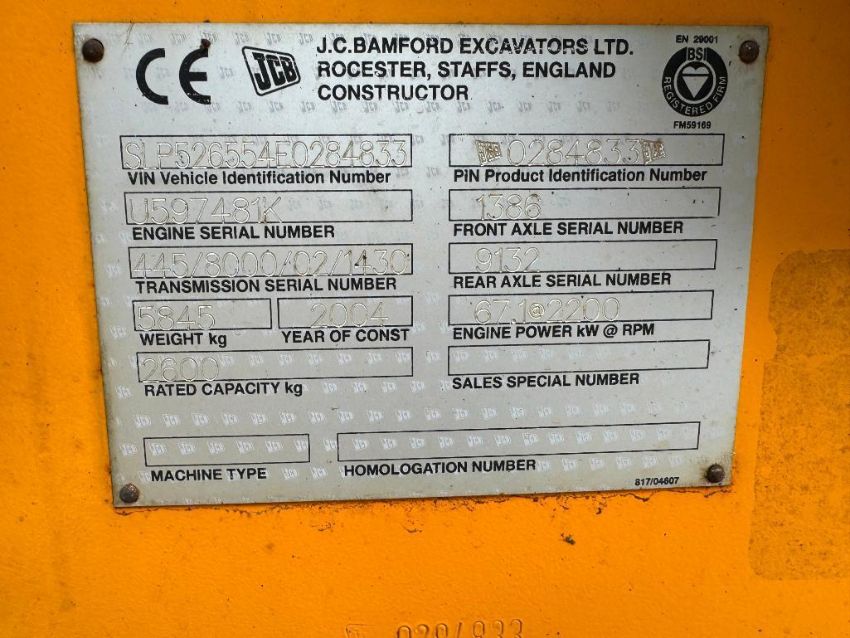 CE
JCB
J.C.BAMFORD EXCAVATORS LTD.
ROCESTER, STAFFS, ENGLAND
CONSTRUCTOR
EN 29001
BSI
REGISTERED FIRM
FM59169
SLP526554E0284833
VIN Vehicle Identification Number
JCB 0284833 JCB
PiN Product Identification Number
U597481K
ENGINE SERIAL NUMBER
1386
FRONT AXLE SERIAL NUMBER
445/8000/02/1430
TRANSMISSION SERIAL NUMBER
9132
REAR AXLE SERIAL NUMBER
5845
WEIGHT kg
2004
YEAR OF CONST
67.1@2200
ENGINE POWER kW @ RPM
2600
RATED CAPACITY kg
SALES SPECIAL NUMBER
MACHINE TYPE
HOMOLOGATION NUMBER
817/04607
0284833